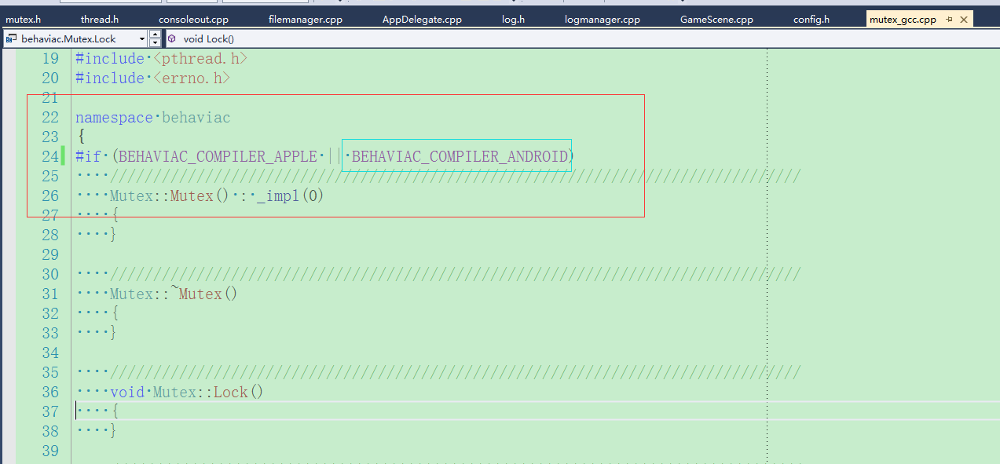 mutex.h thread.h consoleout.cpp filemanager.cpp AppDelegate.cpp log.h logmanager.cpp GameScene.cpp config.h mutex_gcc.cpp
behaviac.Mutex.Lock void Lock()
19 #include <pthread.h>
20 #include <errno.h>
21
22 namespace behaviac
23 {
24 #if (BEHAVIAC_COMPILER_APPLE || BEHAVIAC_COMPILER_ANDROID)
25 ////////////////////////////////////////////////////////////////////////////////
26 Mutex::Mutex() : _impl(0)
27 {
28 }
29
30 ////////////////////////////////////////////////////////////////////////////////
31 Mutex::~Mutex()
32 {
33 }
34
35 ////////////////////////////////////////////////////////////////////////////////
36 void Mutex::Lock()
37 {
38 }
39